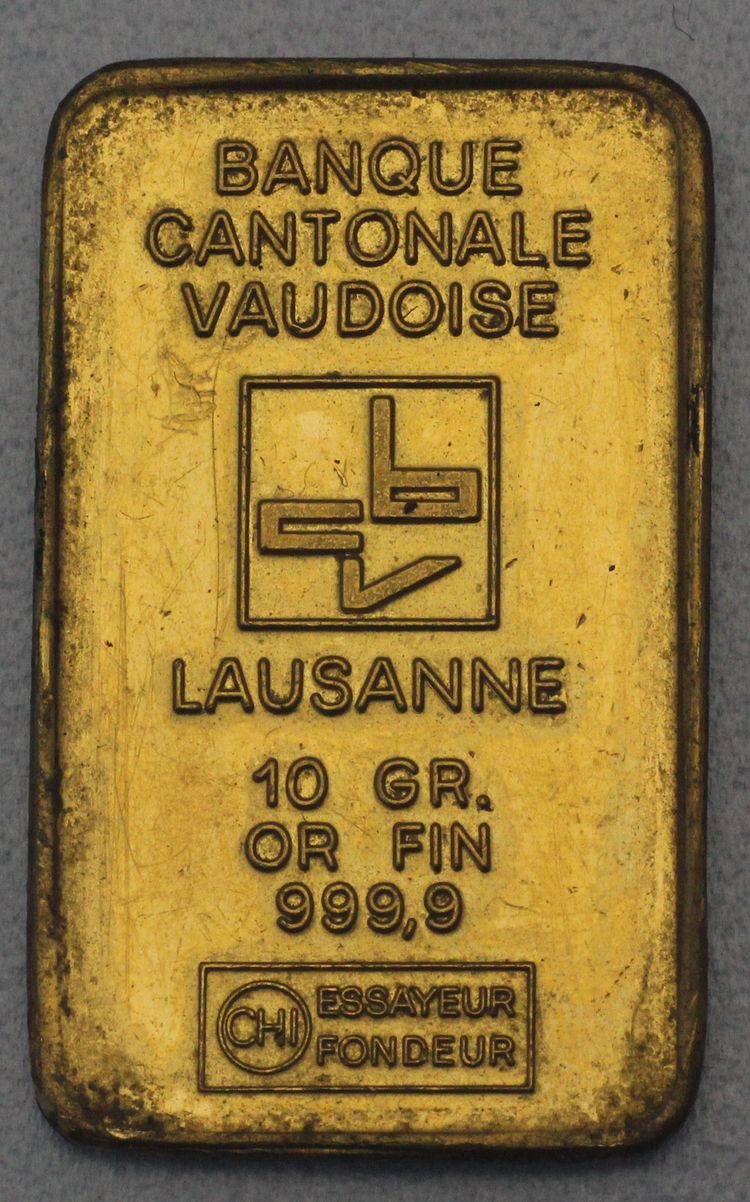 BANQUE
CANTONALE
VAUDOISE
b
c
v
LAUSANNE
10 GR.
OR FIN
999,9
CHI ESSAYEUR
FONDEUR